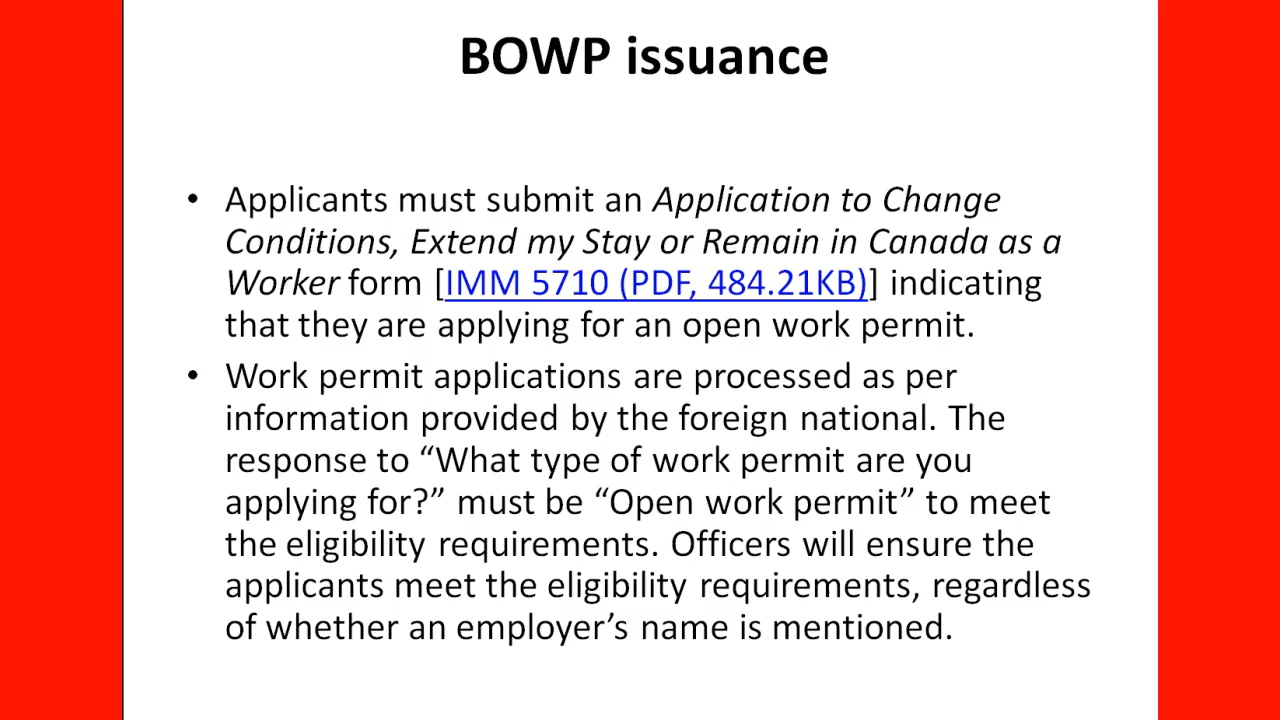 BOWP issuance
• Applicants must submit an Application to Change
Conditions, Extend my Stay or Remain in Canada as a
Worker form [IMM 5710 (PDF, 484.21KB)] indicating
that they are applying for an open work permit.
• Work permit applications are processed as per
information provided by the foreign national. The
response to “What type of work permit are you
applying for?” must be “Open work permit” to meet
the eligibility requirements. Officers will ensure the
applicants meet the eligibility requirements, regardless
of whether an employer’s name is mentioned.